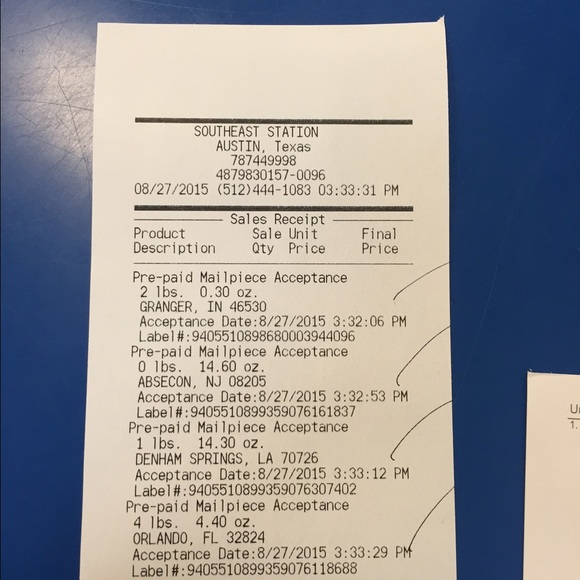 SOUTHEAST STATION
AUSTIN, Texas
787449998
4879830157-0096
08/27/2015 (512)444-1083 03:33:31 PM
Sales Receipt
Product Sale Unit Final
Description Qty Price Price
Pre-paid Mailpiece Acceptance
2 lbs. 0.30 oz.
GRANGER, IN 46530
Acceptance Date:8/27/2015 3:32:06 PM
Label#:9405510898680003944096
Pre-paid Mailpiece Acceptance
0 lbs. 14.60 oz.
ABSECON, NJ 08205
Acceptance Date:8/27/2015 3:32:53 PM
Label#:9405510899359076161837
Pre-paid Mailpiece Acceptance
1 lbs. 14.30 oz.
DENHAM SPRINGS, LA 70726
Acceptance Date:8/27/2015 3:33:12 PM
Label#:9405510899359076307402
Pre-paid Mailpiece Acceptance
4 lbs. 4.40 oz.
ORLANDO, FL 32824
Acceptance Date:8/27/2015 3:33:29 PM
Label#:9405510899359076118688
1.